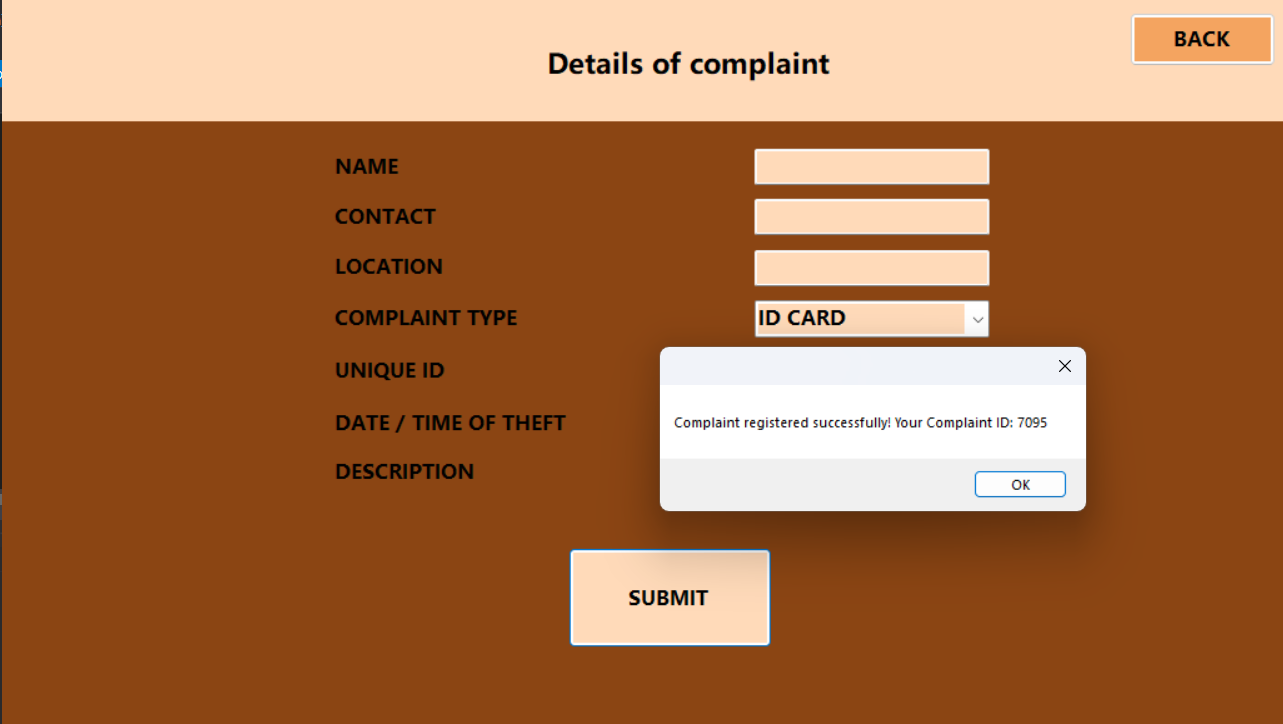 BACK
Details of complaint
NAME
CONTACT
LOCATION
COMPLAINT TYPE
ID CARD
UNIQUE ID
DATE / TIME OF THEFT
Complaint registered successfully! Your Complaint ID: 7095
DESCRIPTION
OK
SUBMIT